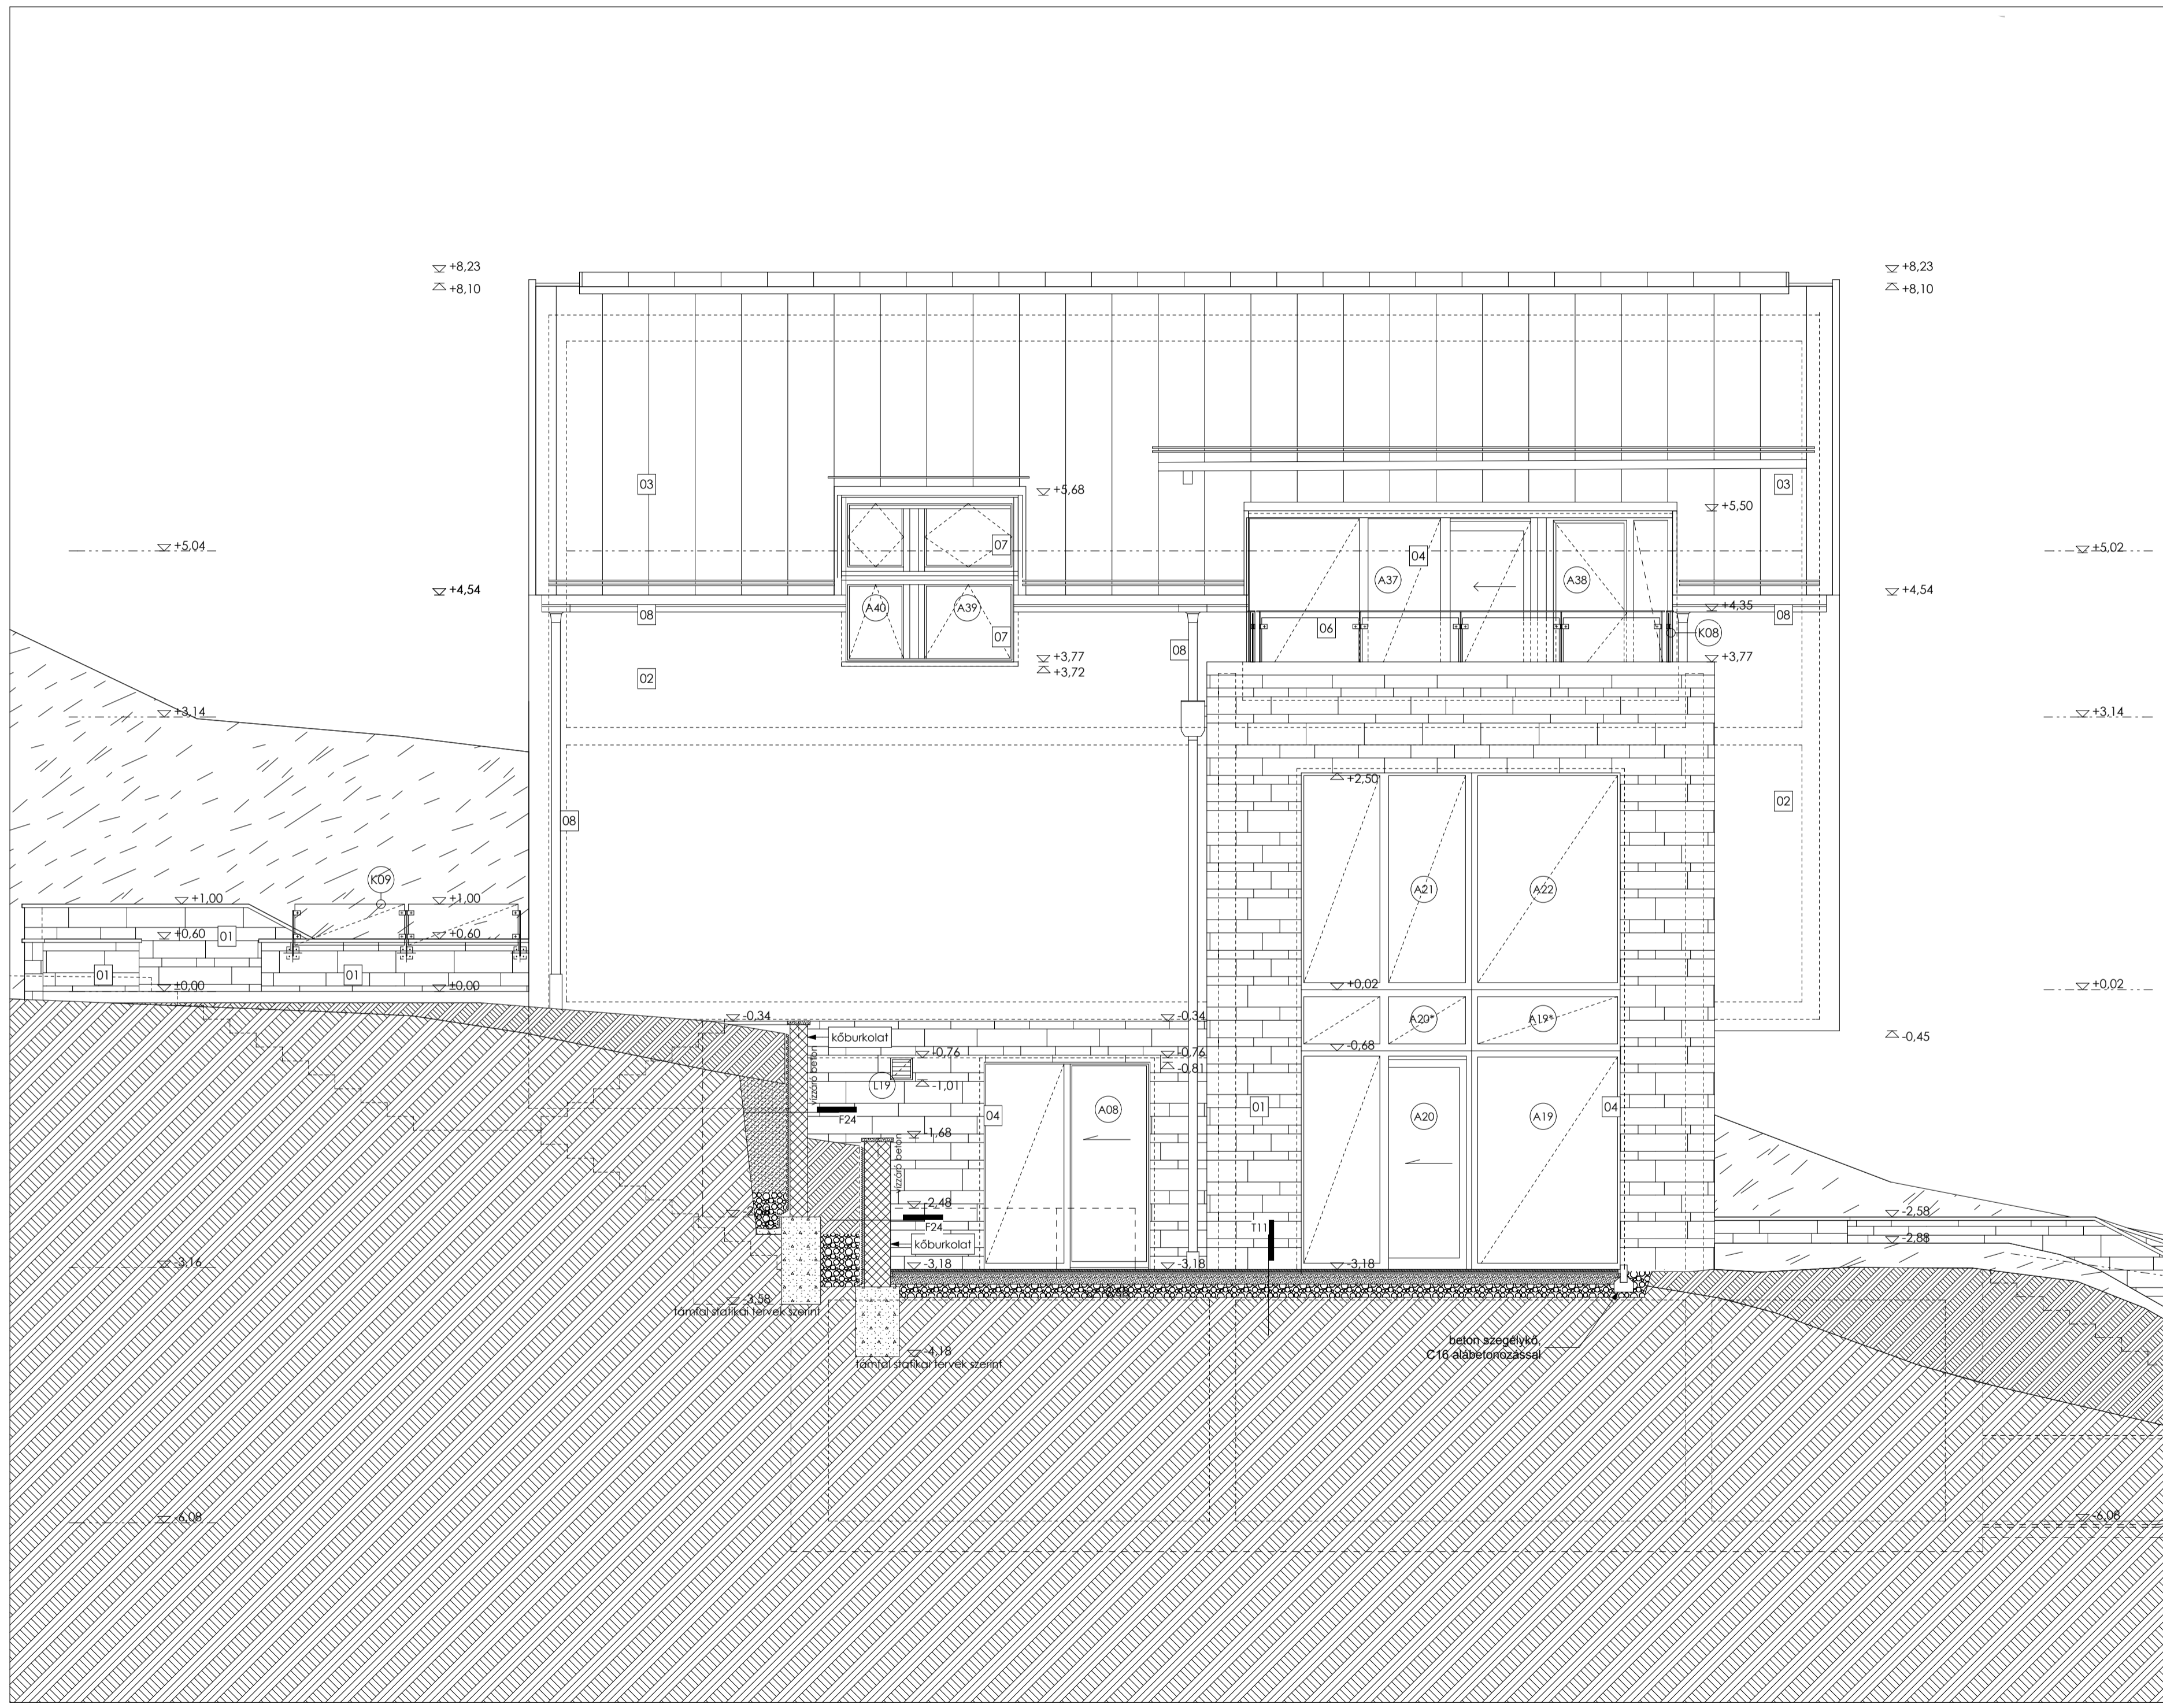 +8,23
+8,23
+8,10
+8,10
03
+5,68
03
+5,50
+5,04
07
04
+5,02
A37
A38
+4,54
+4,54
A40
A39
08
+4,35
08
06
07
K08
08
+3,77
+3,77
+3,72
02
+3,14
+3,14
+2,50
02
08
K09
A21
A22
+1,00
+1,00
+0,60
01
+0,60
01
01
±0,00
±0,00
+0,02
+0,02
-0,34
-0,34
A20*
A19*
kőburkolat
-0,45
-0,68
-0,76
-0,76
-0,81
L19
-1,01
vízzáró beton
F24
04
A08
01
A20
A19
04
-1,68
vízzáró beton
-2,48
-2,58
F24
T11
-2,88
kőburkolat
-3,16
-3,18
-3,18
-3,18
-3,58
támfal statikai tervek szerint
beton szegélykő,
C16 alábetonozással
-4,18
támfal statikai tervek szerint
-6,08
-6,08